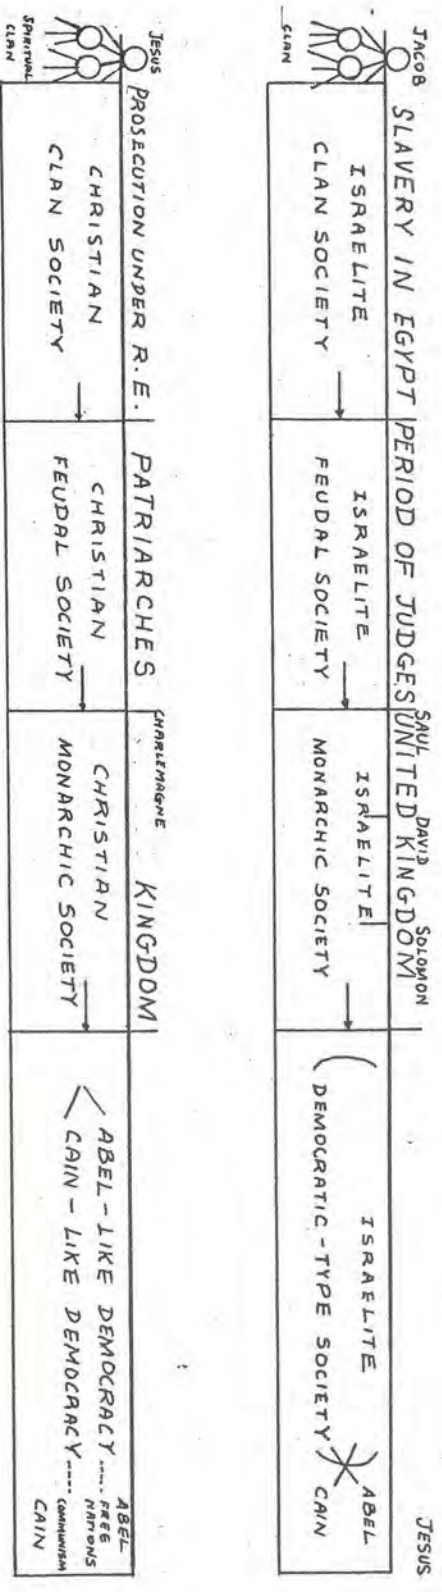 JACOB
CLAN
SLAVERY IN EGYPT
PERIOD OF JUDGES
SAUL
DAVID
SOLOMON
UNITED KINGDOM
JESUS
ISRAELITE
CLAN SOCIETY
ISRAELITE
FEUDAL SOCIETY
ISRAELITE
MONARCHIC SOCIETY
ISRAELITE
DEMOCRATIC-TYPE SOCIETY
ABEL
CAIN
JESUS
SPIRITUAL
CLAN
PROSECUTION UNDER R.E.
PATRIARCHES
CHARLEMAGNE
KINGDOM
CHRISTIAN
CLAN SOCIETY
CHRISTIAN
FEUDAL SOCIETY
CHRISTIAN
MONARCHIC SOCIETY
ABEL-LIKE DEMOCRACY.....FREE NATIONS
ABEL
CAIN-LIKE DEMOCRACY----COMMUNISM
CAIN